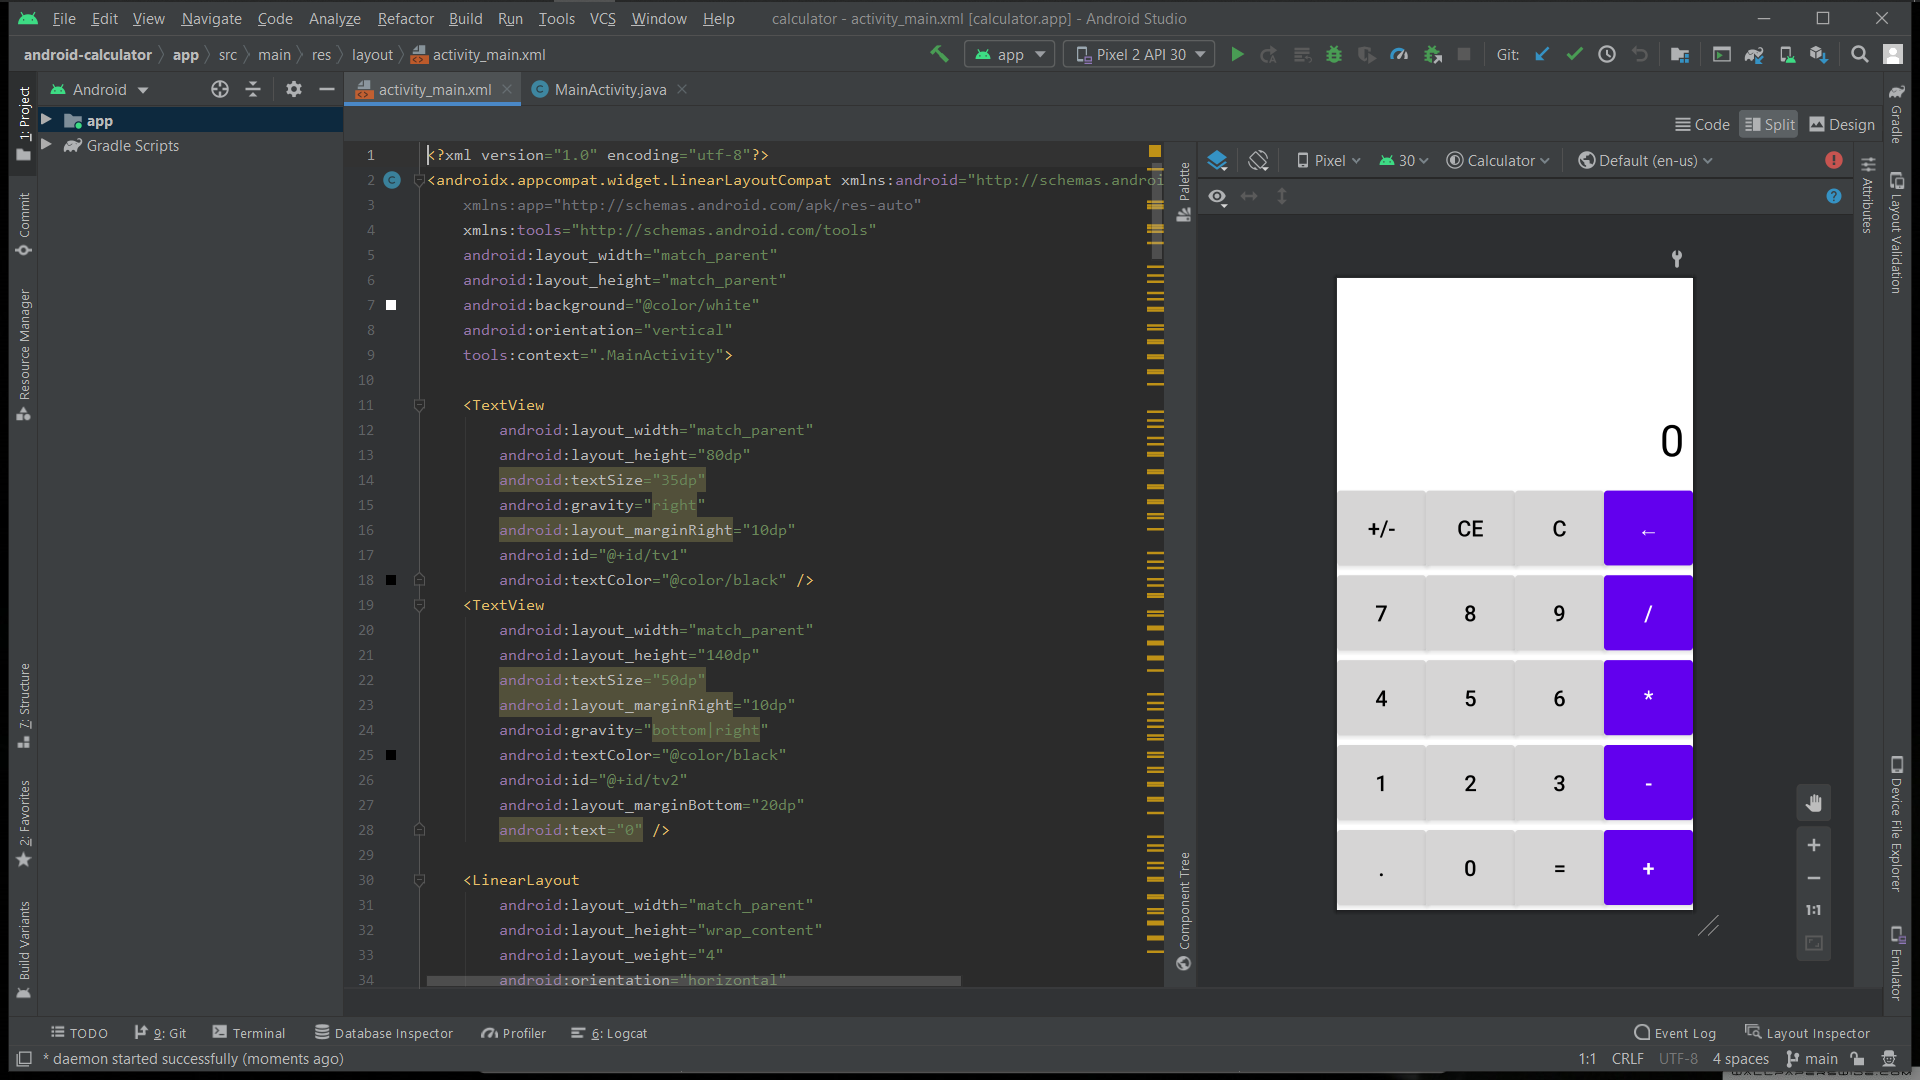 File Edit View Navigate Code Analyze Refactor Build Run Tools VCS Window Help calculator - activity_main.xml [calculator.app] - Android Studio
android-calculator app src main res layout activity_main.xml app Pixel 2 API 30 Git:
Android activity_main.xml MainActivity.java
1: Project
Commit
Resource Manager
7: Structure
2: Favorites
Build Variants
app
Gradle Scripts
Code Split Design
Palette
Component Tree
Pixel 30 Calculator Default (en-us)
1 <?xml version="1.0" encoding="utf-8"?>
2 <androidx.appcompat.widget.LinearLayoutCompat xmlns:android="http://schemas.androi
3 xmlns:app="http://schemas.android.com/apk/res-auto"
4 xmlns:tools="http://schemas.android.com/tools"
5 android:layout_width="match_parent"
6 android:layout_height="match_parent"
7 android:background="@color/white"
8 android:orientation="vertical"
9 tools:context=".MainActivity">
10
11 <TextView
12 android:layout_width="match_parent"
13 android:layout_height="80dp"
14 android:textSize="35dp"
15 android:gravity="right"
16 android:layout_marginRight="10dp"
17 android:id="@+id/tv1"
18 android:textColor="@color/black" />
19 <TextView
20 android:layout_width="match_parent"
21 android:layout_height="140dp"
22 android:textSize="50dp"
23 android:layout_marginRight="10dp"
24 android:gravity="bottom|right"
25 android:textColor="@color/black"
26 android:id="@+id/tv2"
27 android:layout_marginBottom="20dp"
28 android:text="0" />
29
30 <LinearLayout
31 android:layout_width="match_parent"
32 android:layout_height="wrap_content"
33 android:layout_weight="4"
34 android:orientation="horizontal"
0
+/- CE C ←
7 8 9 /
4 5 6 *
1 2 3 -
. 0 = +
1:1
Attributes
Gradle
Layout Validation
Device File Explorer
Emulator
TODO 9: Git Terminal Database Inspector Profiler 6: Logcat Event Log Layout Inspector
* daemon started successfully (moments ago) 1:1 CRLF UTF-8 4 spaces main